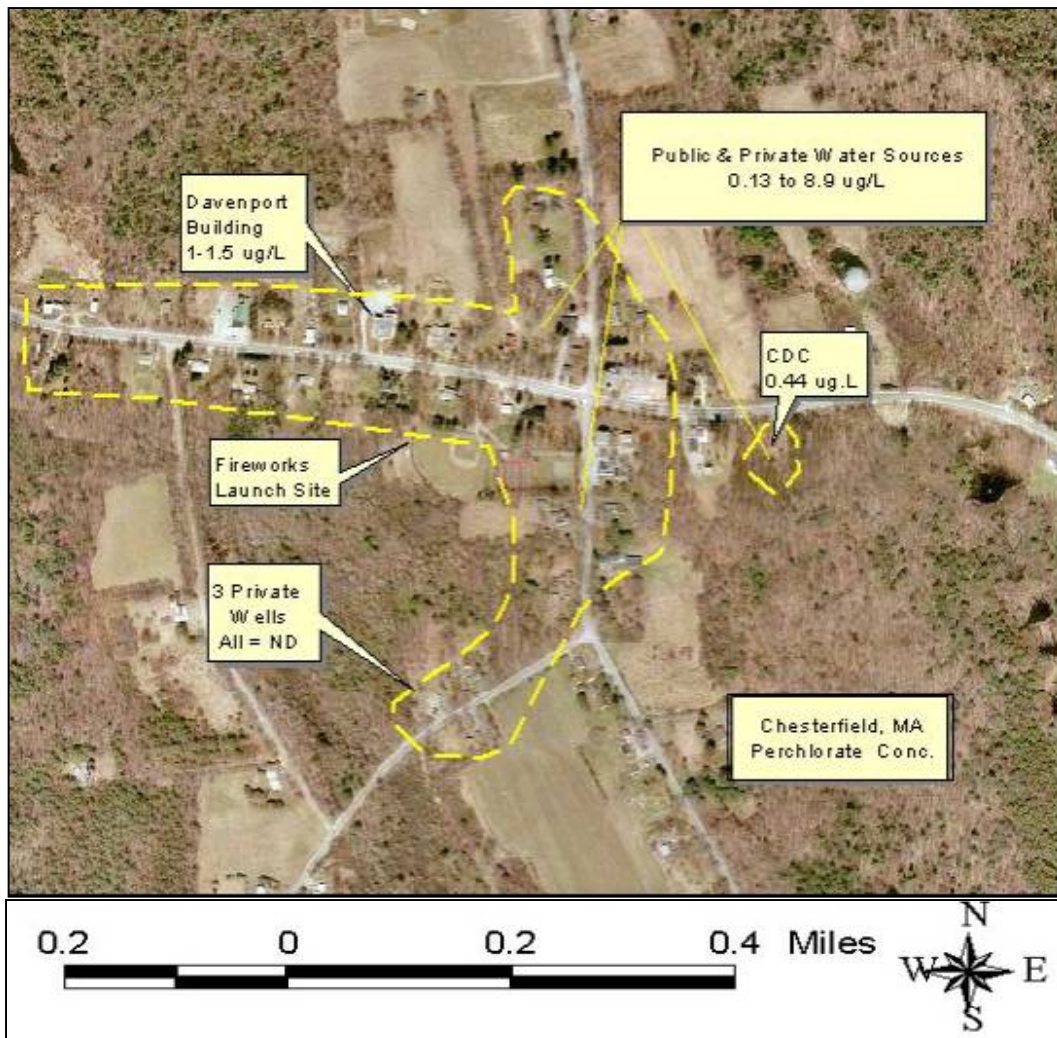 Public & Private Water Sources
0.13 to 8.9 ug/L
Davenport
Building
1-1.5 ug/L
CDC
0.44 ug.L
Fireworks
Launch Site
3 Private
Wells
All = ND
Chesterfield, MA
Perchlorate Conc.
0.2 0 0.2 0.4 Miles
N
W E
S